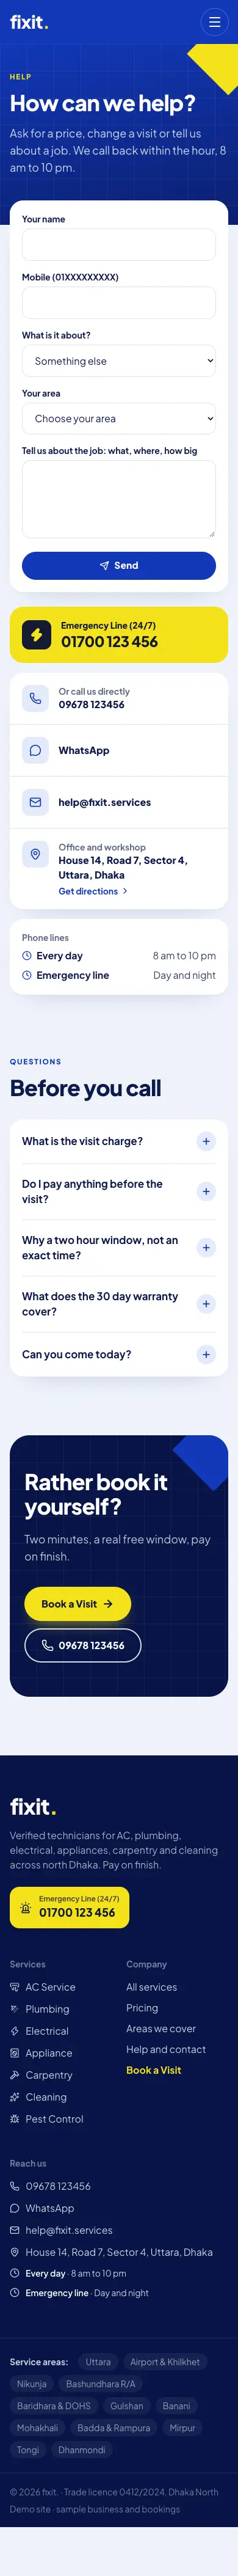 fixit.
HELP
How can we help?
Ask for a price, change a visit or tell us
about a job. We call back within the hour, 8
am to 10 pm.
Your name
Mobile (01XXXXXXXXX)
What is it about?
Something else
Your area
Choose your area
Tell us about the job: what, where, how big
Send
Emergency Line (24/7)
01700 123 456
Or call us directly
09678 123456
WhatsApp
help@fixit.services
Office and workshop
House 14, Road 7, Sector 4,
Uttara, Dhaka
Get directions
Phone lines
Every day 8 am to 10 pm
Emergency line Day and night
QUESTIONS
Before you call
What is the visit charge?
Do I pay anything before the
visit?
Why a two hour window, not an
exact time?
What does the 30 day warranty
cover?
Can you come today?
Rather book it
yourself?
Two minutes, a real free window, pay
on finish.
Book a Visit
09678 123456
fixit.
Verified technicians for AC, plumbing,
electrical, appliances, carpentry and cleaning
across north Dhaka. Pay on finish.
Emergency Line (24/7)
01700 123 456
Services
AC Service
Plumbing
Electrical
Appliance
Carpentry
Cleaning
Pest Control
Company
All services
Pricing
Areas we cover
Help and contact
Book a Visit
Reach us
09678 123456
WhatsApp
help@fixit.services
House 14, Road 7, Sector 4, Uttara, Dhaka
Every day · 8 am to 10 pm
Emergency line · Day and night
Service areas: Uttara Airport & Khilkhet
Nikunja Bashundhara R/A
Baridhara & DOHS Gulshan Banani
Mohakhali Badda & Rampura Mirpur
Tongi Dhanmondi
© 2026 fixit. · Trade licence 0412/2024, Dhaka North
Demo site · sample business and bookings